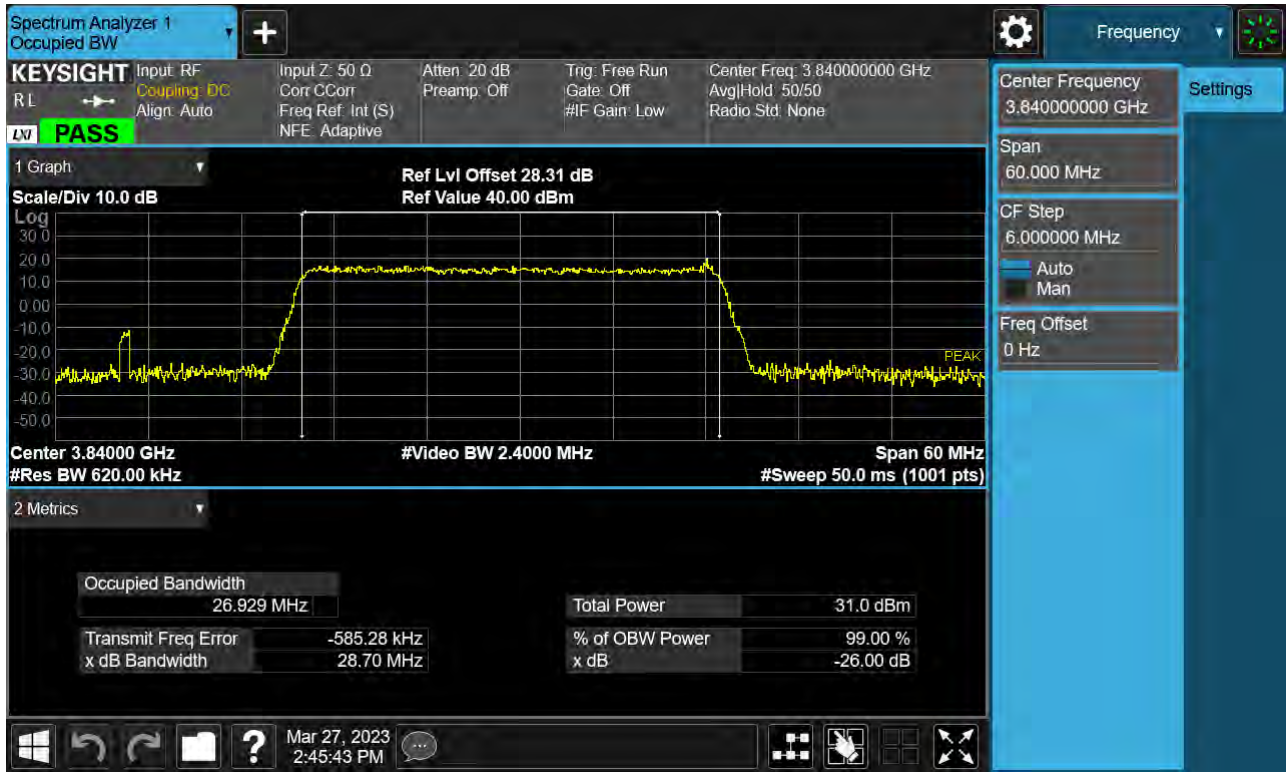 Spectrum Analyzer 1
Occupied BW
+
Frequency
KEYSIGHT
RL
LXI PASS
Input: RF
Coupling: DC
Align: Auto
Input Z: 50 Ω
Corr CCorr
Freq Ref: Int (S)
NFE: Adaptive
Atten: 20 dB
Preamp: Off
Trig: Free Run
Gate: Off
#IF Gain: Low
Center Freq: 3.840000000 GHz
Avg|Hold: 50/50
Radio Std: None
Center Frequency
3.840000000 GHz
Settings
Span
60.000 MHz
CF Step
6.000000 MHz
Auto
Man
Freq Offset
0 Hz
1 Graph
Scale/Div 10.0 dB
Ref Lvl Offset 28.31 dB
Ref Value 40.00 dBm
Log
30.0
20.0
10.0
0.00
-10.0
-20.0
-30.0
-40.0
-50.0
PEAK
Center 3.84000 GHz
#Video BW 2.4000 MHz
Span 60 MHz
#Res BW 620.00 kHz
#Sweep 50.0 ms (1001 pts)
2 Metrics
Occupied Bandwidth
26.929 MHz
Total Power 31.0 dBm
Transmit Freq Error -585.28 kHz
% of OBW Power 99.00 %
x dB Bandwidth 28.70 MHz
x dB -26.00 dB
?
Mar 27, 2023
2:45:43 PM